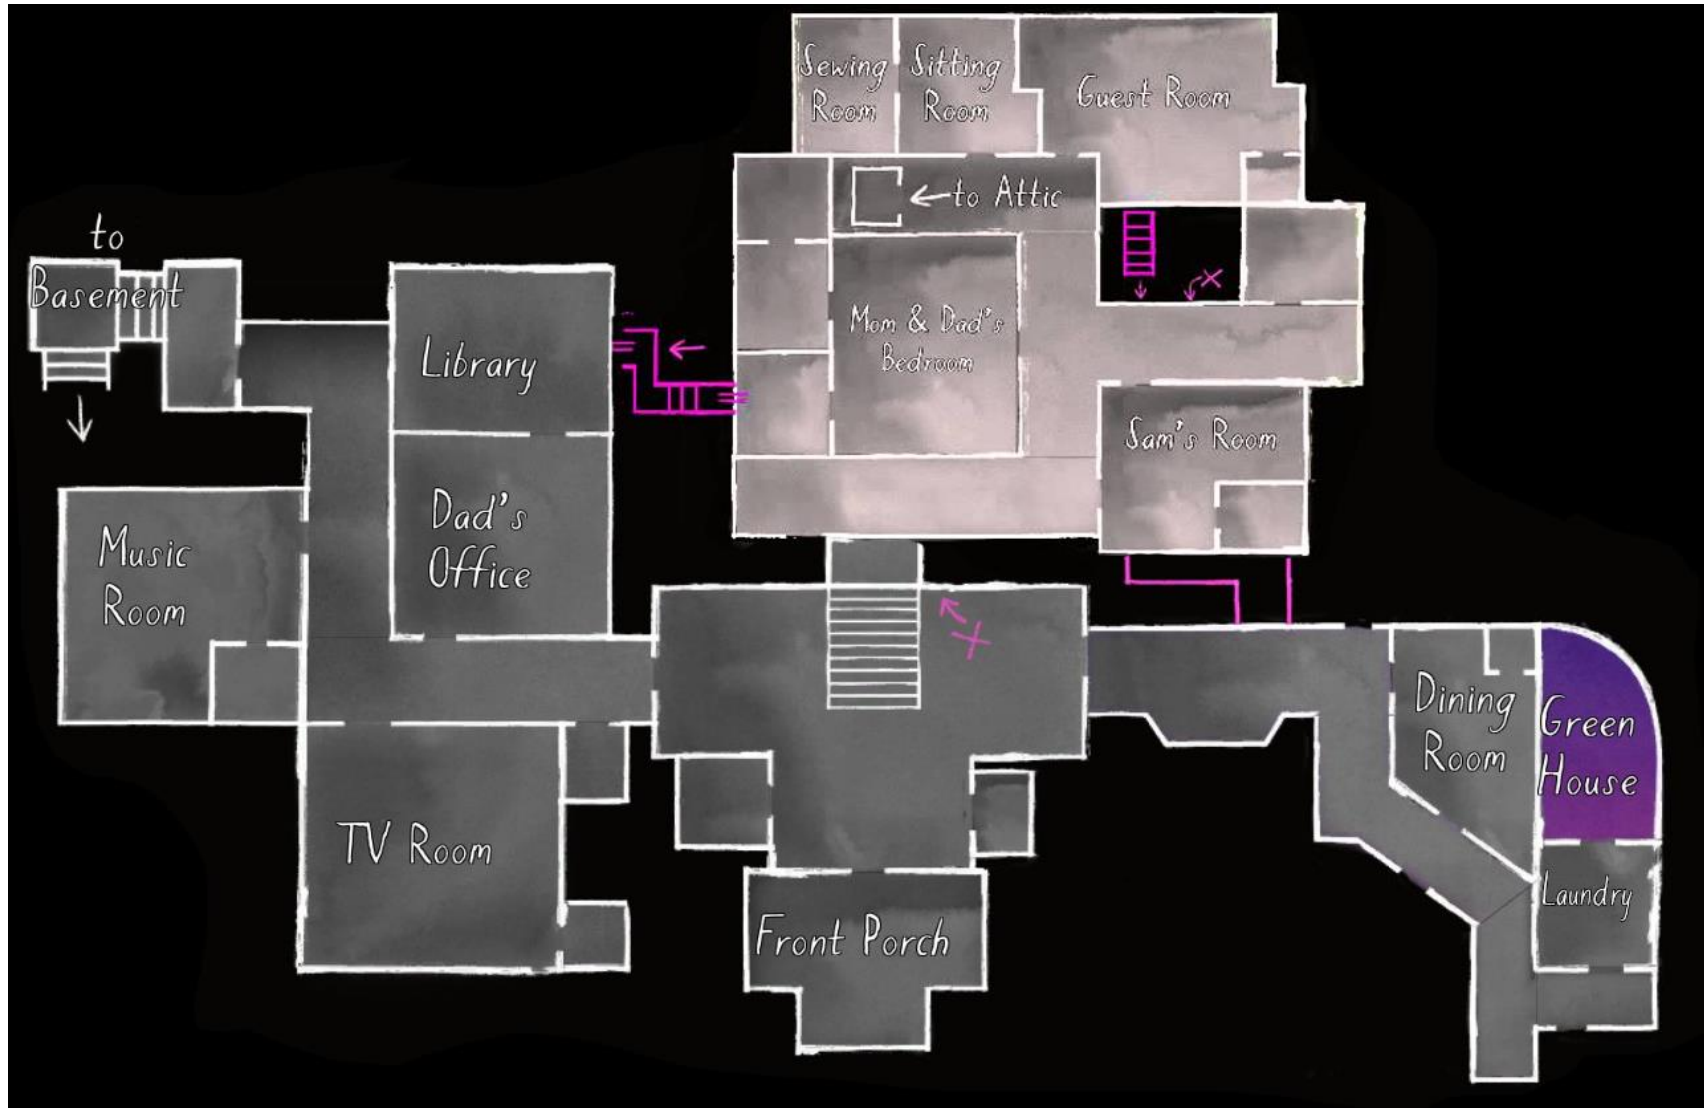 Sewing
Room
Sitting
Room
Guest Room
to Attic
to
Basement
Library
Mom & Dad's
Bedroom
Sam's Room
Music
Room
Dad's
Office
Dining
Room
Green
House
TV Room
Laundry
Front Porch